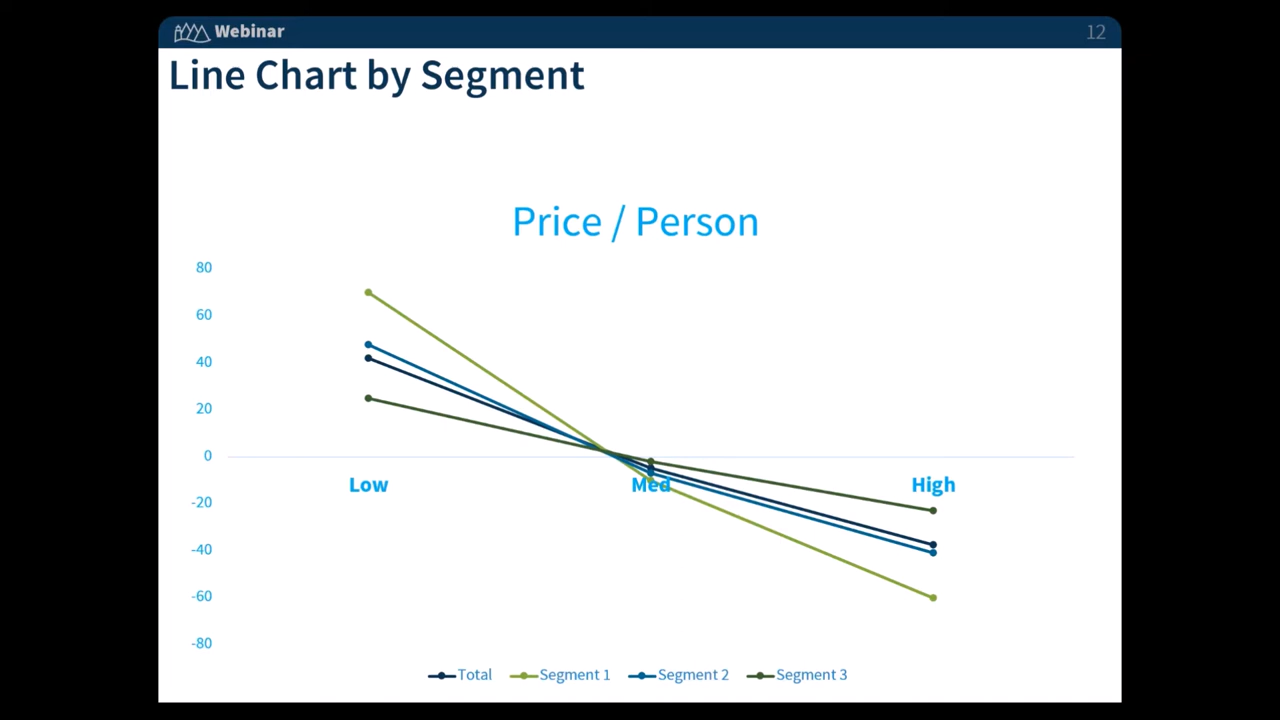 Webinar
12
Line Chart by Segment
Price / Person
80
60
40
20
0
Low Med High
-20
-40
-60
-80
Total Segment 1 Segment 2 Segment 3